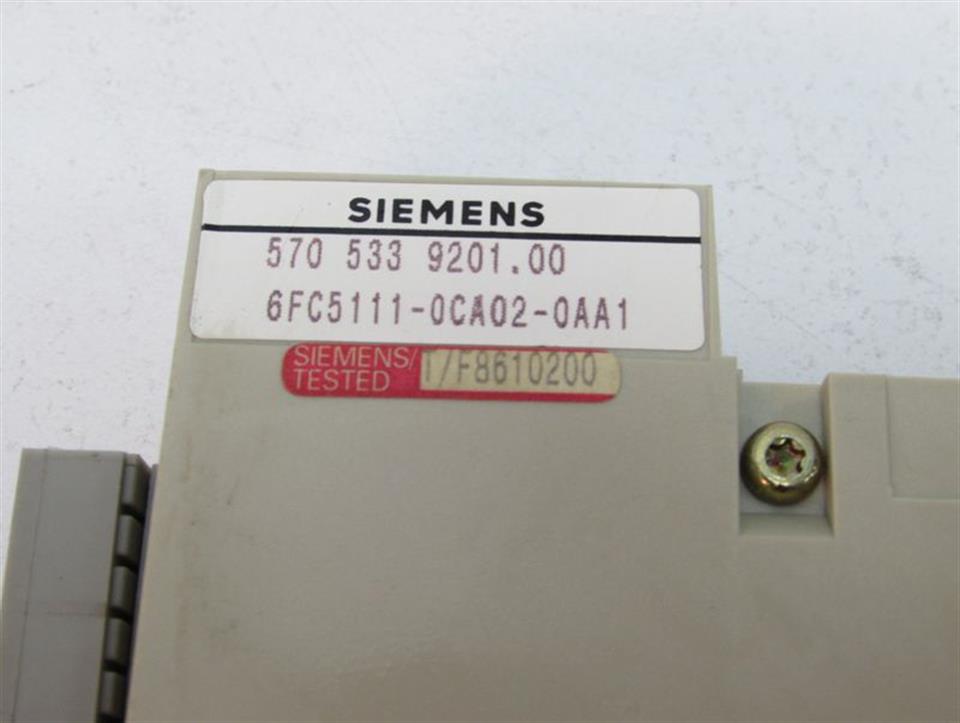 SIEMENS
570 533 9201.00
6FC5111-0CA02-0AA1
SIEMENS/ T/F8610200
TESTED